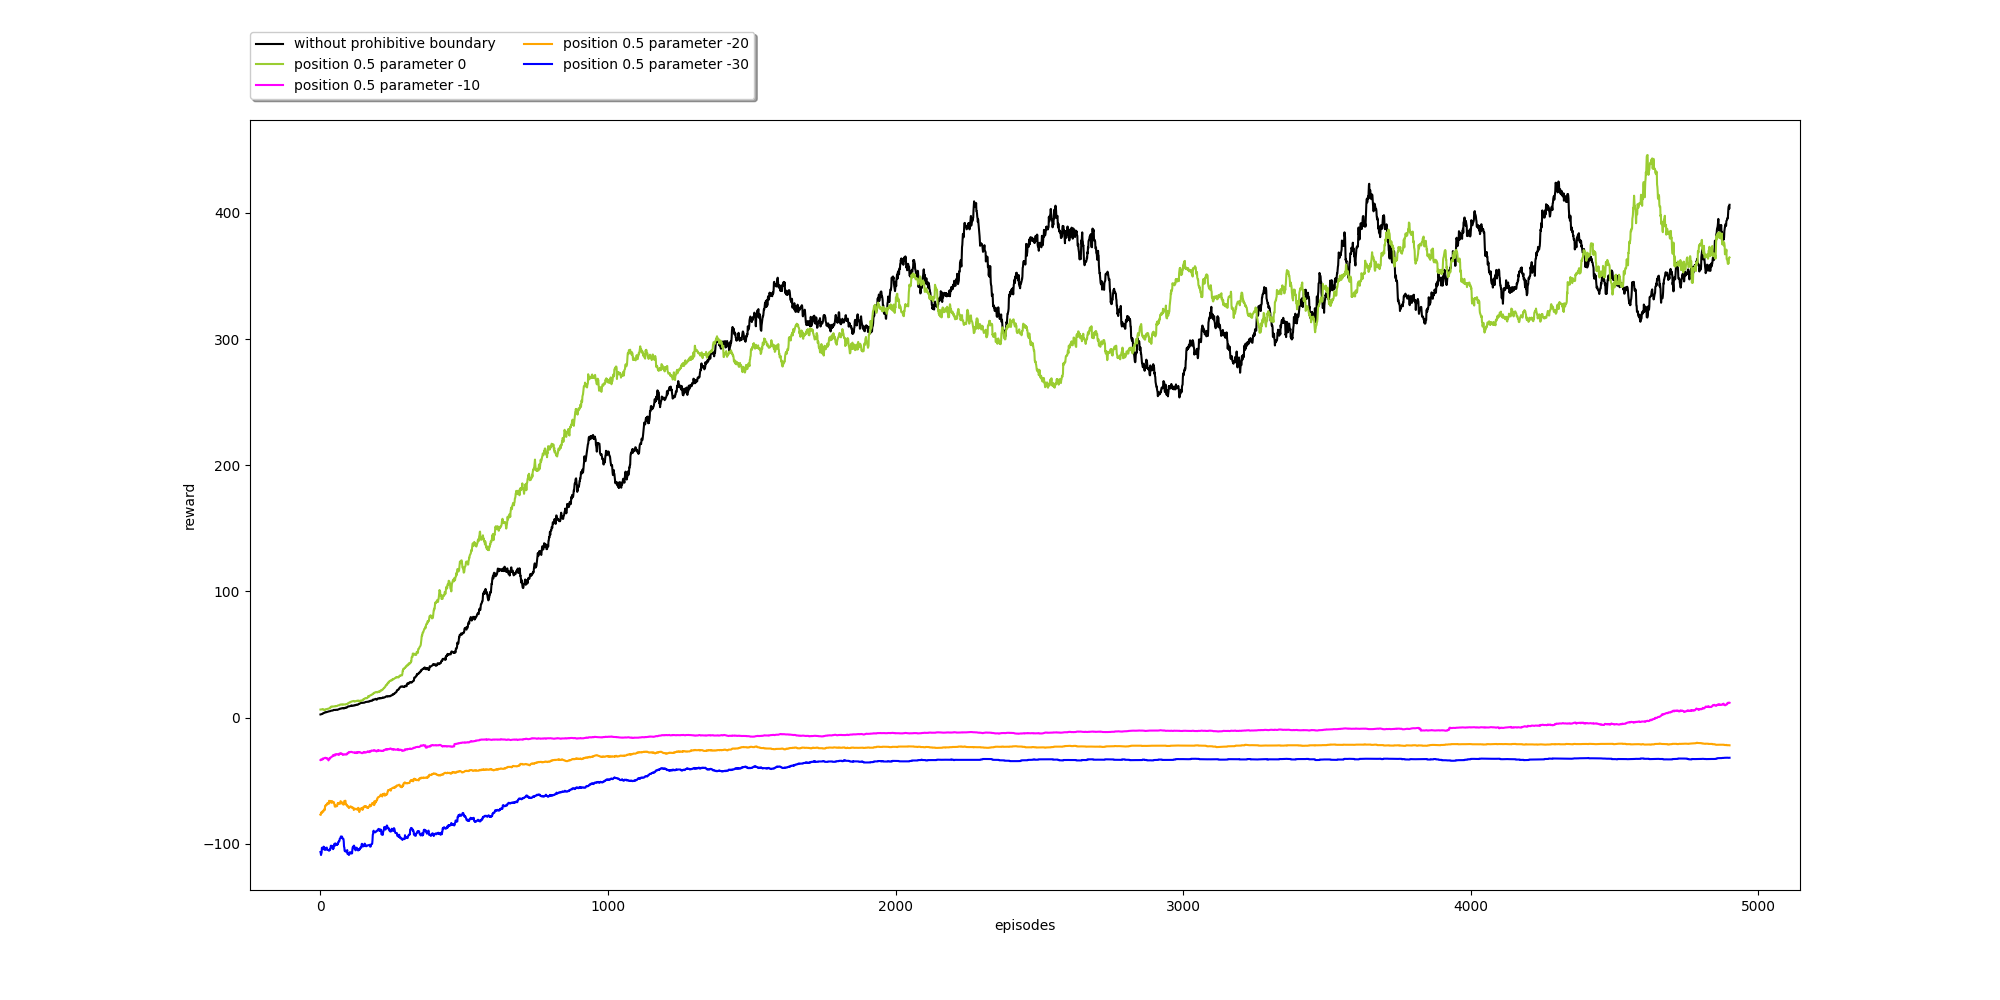 without prohibitive boundary
position 0.5 parameter 0
position 0.5 parameter -10
position 0.5 parameter -20
position 0.5 parameter -30
400
300
200
100
0
−100
reward
0
1000
2000
3000
4000
5000
episodes